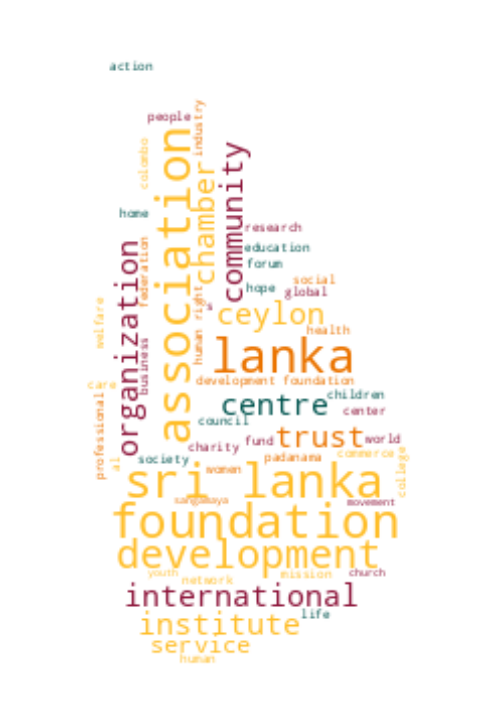 action
people
industry
colombo
association
chamber
community
home
research
organization
federation
education
forum
social
hope
global
human right
s
ceylon
welfare
health
business
lanka
care
development foundation
children
professional
centre
center
council
trust
world
charity
fund
commerce
college
al
society
padanama
women
sri lanka
sangamaya
movement
foundation
development
youth
network
mission
church
international
life
institute
service
human